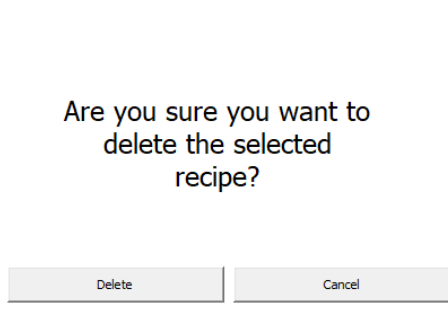 Are you sure you want to
delete the selected
recipe?
Delete
Cancel